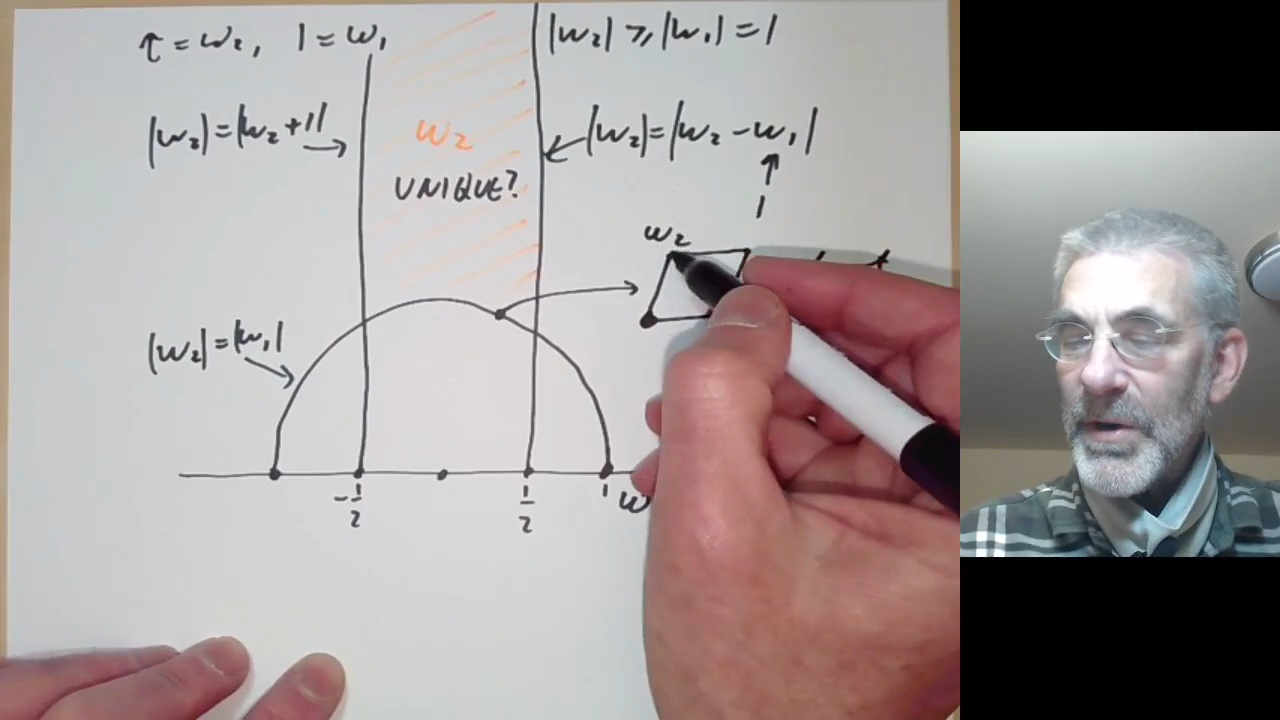 τ = ω₂, 1 = ω₁
|ω₂| ⩾ |ω₁| = 1
|ω₂| = |ω₂ + 1|
|ω₂| = |ω₂ - ω₁|
1
ω₂
UNIQUE?
ω₂
|ω₂| = |ω₁|
-1/2
1/2
1
ω